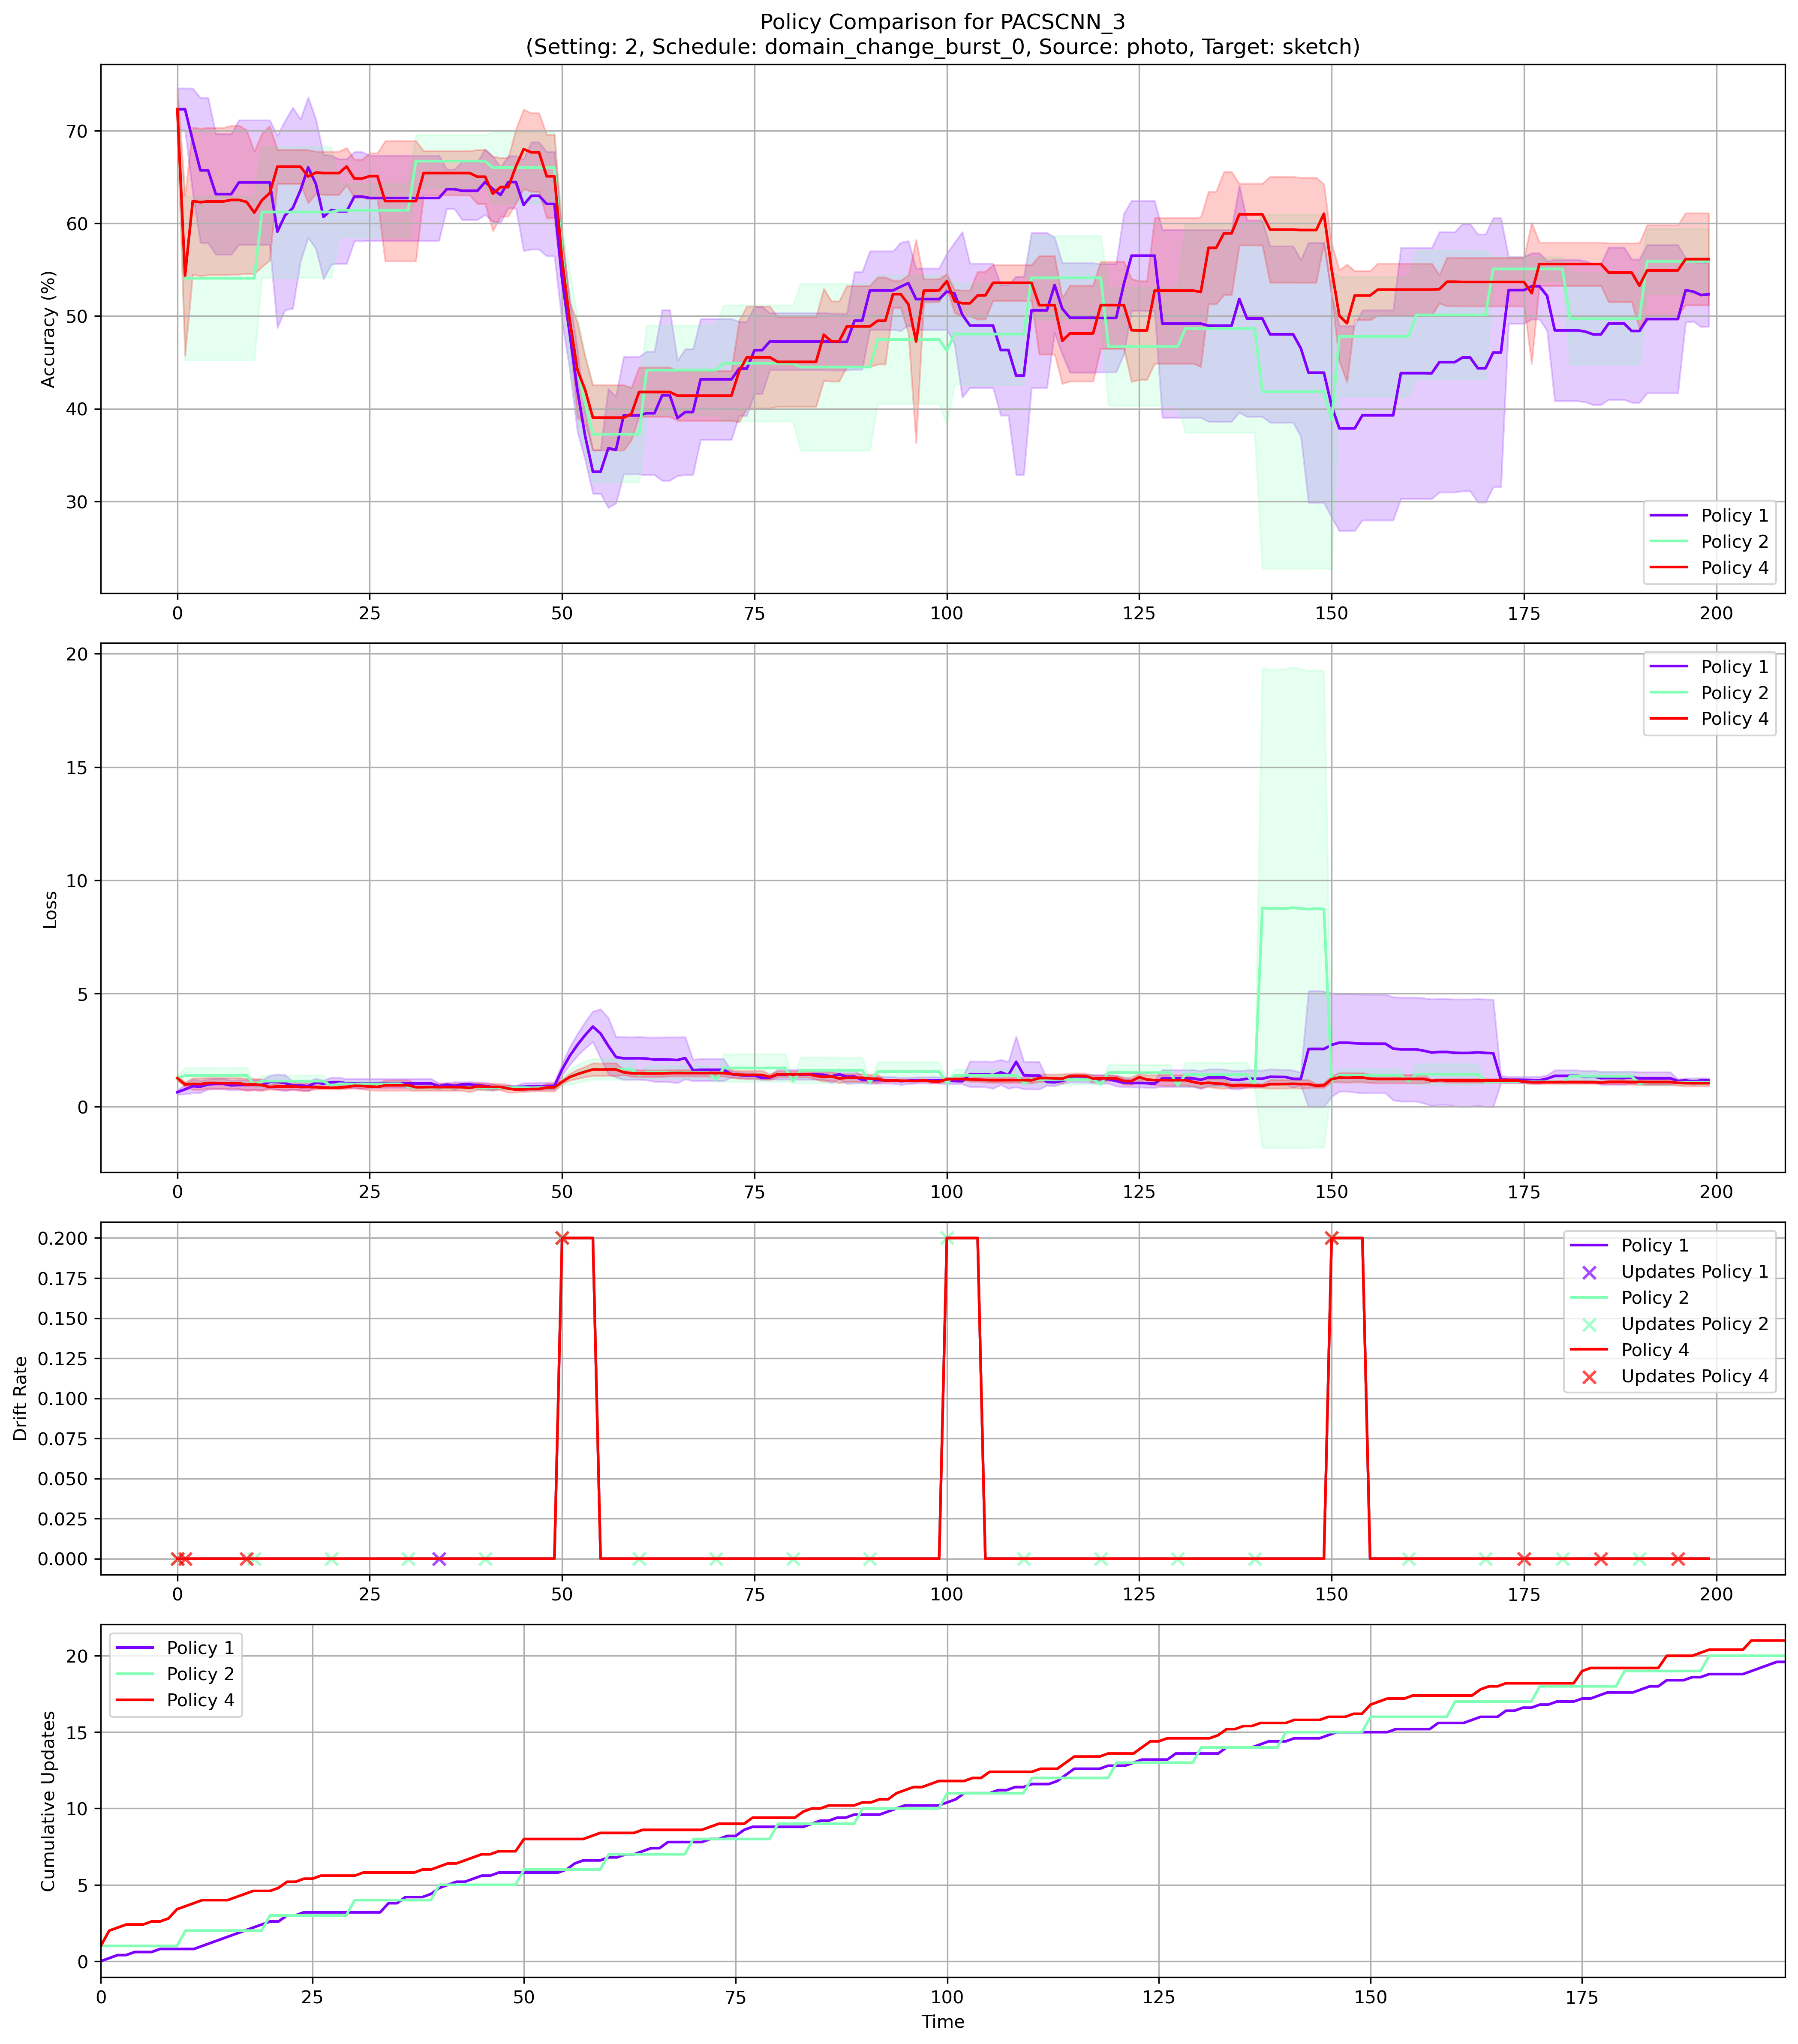 Policy Comparison for PACSCNN_3
(Setting: 2, Schedule: domain_change_burst_0, Source: photo, Target: sketch)
Accuracy (%)
70
60
50
40
30
0 25 50 75 100 125 150 175 200
Policy 1
Policy 2
Policy 4
Loss
20
15
10
5
0
0 25 50 75 100 125 150 175 200
Policy 1
Policy 2
Policy 4
Drift Rate
0.200
0.175
0.150
0.125
0.100
0.075
0.050
0.025
0.000
0 25 50 75 100 125 150 175 200
Policy 1
Updates Policy 1
Policy 2
Updates Policy 2
Policy 4
Updates Policy 4
Cumulative Updates
20
15
10
5
0
0 25 50 75 100 125 150 175
Policy 1
Policy 2
Policy 4
Time